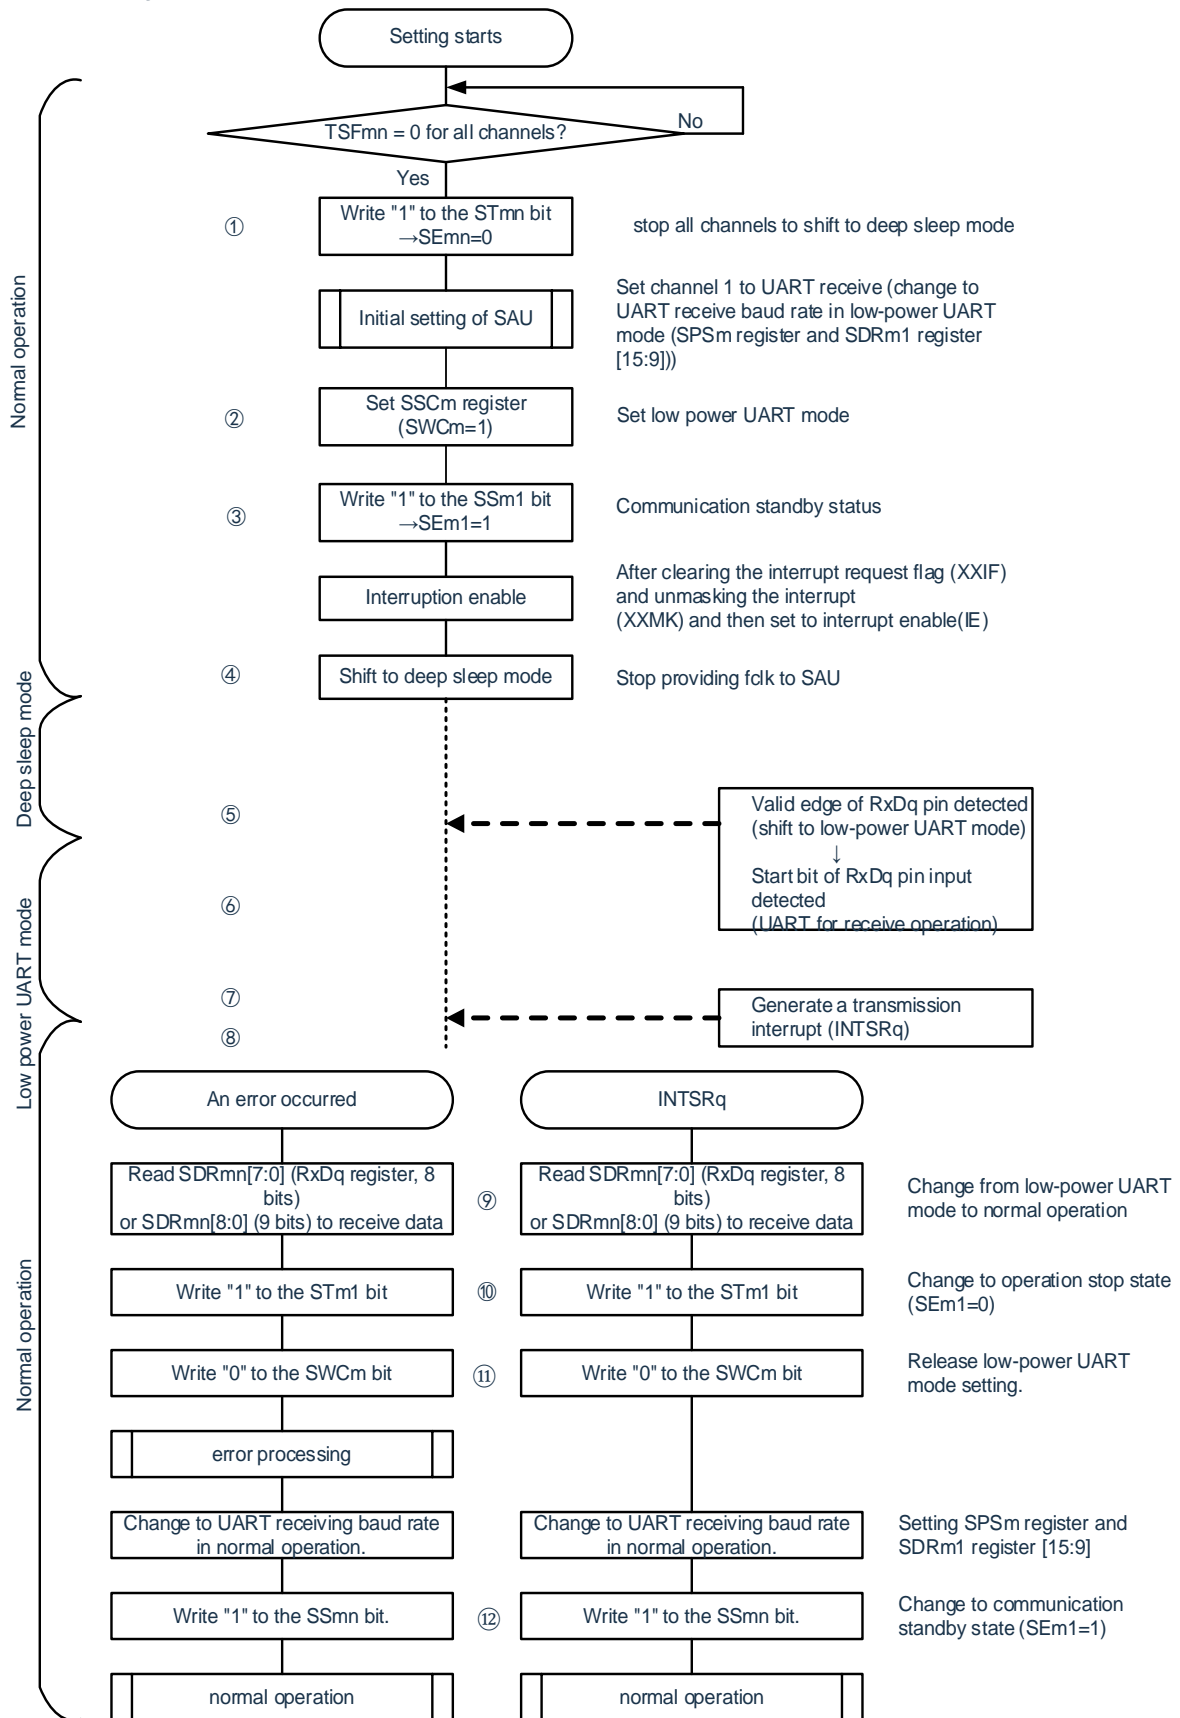 Setting starts
TSFmn = 0 for all channels?
No
Yes
①
Write "1" to the STmn bit
→SEmn=0
stop all channels to shift to deep sleep mode
Initial setting of SAU
Set channel 1 to UART receive (change to
UART receive baud rate in low-power UART
mode (SPSm register and SDRm1 register
[15:9]))
②
Set SSCm register
(SWCm=1)
Set low power UART mode
③
Write "1" to the SSm1 bit
→SEm1=1
Communication standby status
Interruption enable
After clearing the interrupt request flag (XXIF)
and unmasking the interrupt
(XXMK) and then set to interrupt enable(IE)
④
Shift to deep sleep mode
Stop providing fclk to SAU
Normal operation
Deep sleep mode
⑤
Valid edge of RxDq pin detected
(shift to low-power UART mode)
↓
Start bit of RxDq pin input
detected
(UART for receive operation)
⑥
Low power UART mode
⑦
Generate a transmission
interrupt (INTSRq)
⑧
An error occurred
INTSRq
Read SDRmn[7:0] (RxDq register, 8
bits)
or SDRmn[8:0] (9 bits) to receive data
⑨
Read SDRmn[7:0] (RxDq register, 8
bits)
or SDRmn[8:0] (9 bits) to receive data
Change from low-power UART
mode to normal operation
Write "1" to the STm1 bit
⑩
Write "1" to the STm1 bit
Change to operation stop state
(SEm1=0)
Write "0" to the SWCm bit
⑪
Write "0" to the SWCm bit
Release low-power UART
mode setting.
Normal operation
error processing
Change to UART receiving baud rate
in normal operation.
Change to UART receiving baud rate
in normal operation.
Setting SPSm register and
SDRm1 register [15:9]
Write "1" to the SSmn bit.
⑫
Write "1" to the SSmn bit.
Change to communication
standby state (SEm1=1)
normal operation
normal operation